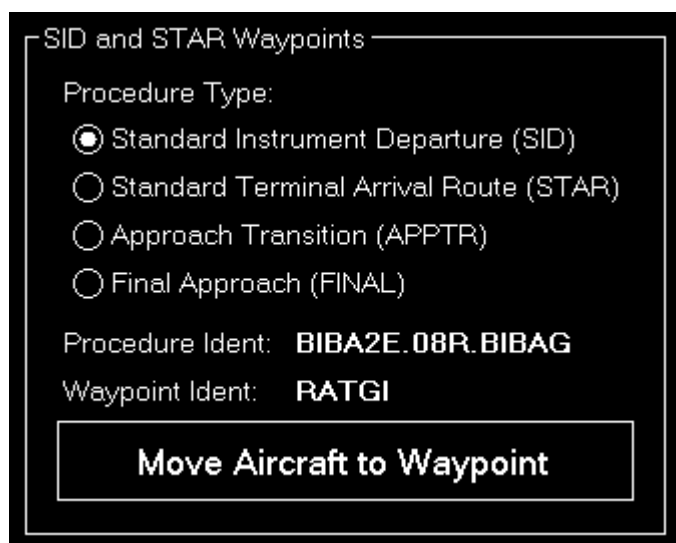 SID and STAR Waypoints
Procedure Type:
Standard Instrument Departure (SID)
Standard Terminal Arrival Route (STAR)
Approach Transition (APPTR)
Final Approach (FINAL)
Procedure Ident: BIBA2E.08R.BIBAG
Waypoint Ident: RATGI
Move Aircraft to Waypoint